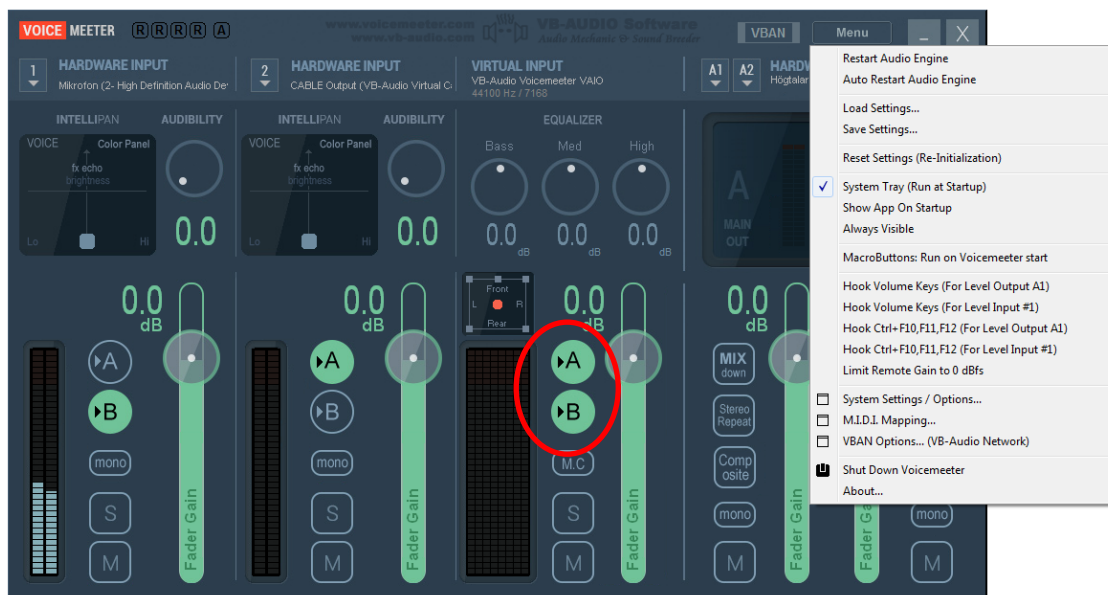 VOICE MEETER R R R R A
www.voicemeeter.com
www.vb-audio.com
VB-AUDIO Software
Audio Mechanic & Sound Breeder
VBAN
Menu
1 HARDWARE INPUT
Mikrofon (2- High Definition Audio De
2 HARDWARE INPUT
CABLE Output (VB-Audio Virtual C
VIRTUAL INPUT
VB-Audio Voicemeeter VAIO
44100 Hz / 7168
A1 A2 HARDW
Högtalar
INTELLIPAN AUDIBILITY
VOICE Color Panel
fx echo
brightness
Lo Hi
0.0
INTELLIPAN AUDIBILITY
VOICE Color Panel
fx echo
brightness
Lo Hi
0.0
EQUALIZER
Bass Med High
0.0 0.0 0.0
dB dB dB
A
MAIN
OUT
0.0
dB
A
B
mono
S
M
Fader Gain
0.0
dB
A
B
mono
S
M
Fader Gain
Front
L R
Rear
0.0
dB
A
B
M.C
S
M
Fader Gain
0.0
dB
MIX
down
Stereo
Repeat
Comp
osite
mono
M
Fader Gain
Fader Ga
mono
M
Restart Audio Engine
Auto Restart Audio Engine
Load Settings...
Save Settings...
Reset Settings (Re-Initialization)
System Tray (Run at Startup)
Show App On Startup
Always Visible
MacroButtons: Run on Voicemeeter start
Hook Volume Keys (For Level Output A1)
Hook Volume Keys (For Level Input #1)
Hook Ctrl+F10,F11,F12 (For Level Output A1)
Hook Ctrl+F10,F11,F12 (For Level Input #1)
Limit Remote Gain to 0 dBfs
System Settings / Options...
M.I.D.I. Mapping...
VBAN Options... (VB-Audio Network)
Shut Down Voicemeeter
About...